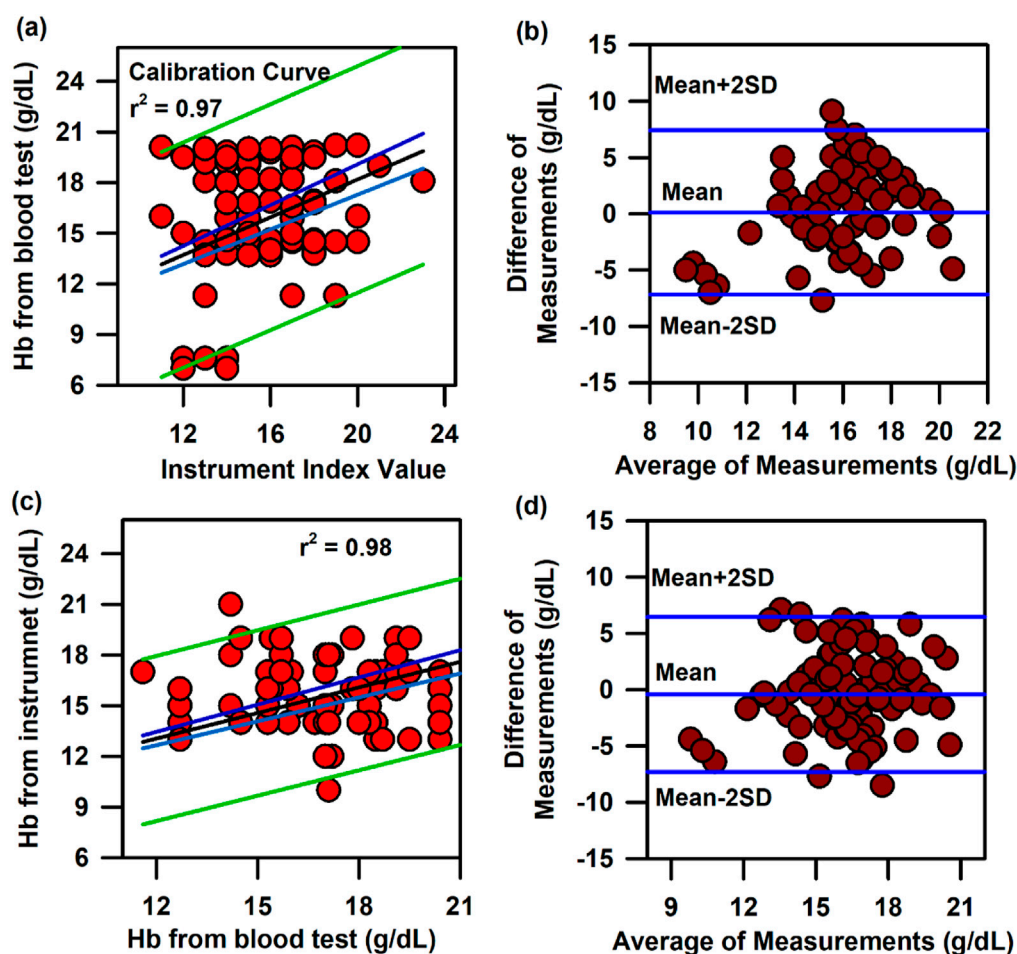 (a)
Calibration Curve
r² = 0.97
Hb from blood test (g/dL)
24
21
18
15
12
9
6
12 16 20 24
Instrument Index Value
(b)
Mean+2SD
Mean
Mean-2SD
Difference of
Measurements (g/dL)
15
10
5
0
-5
-10
-15
8 10 12 14 16 18 20 22
Average of Measurements (g/dL)
(c)
r² = 0.98
Hb from instrumnet (g/dL)
24
21
18
15
12
9
6
12 15 18 21
Hb from blood test (g/dL)
(d)
Mean+2SD
Mean
Mean-2SD
Difference of
Measurements (g/dL)
15
10
5
0
-5
-10
-15
9 12 15 18 21
Average of Measurements (g/dL)